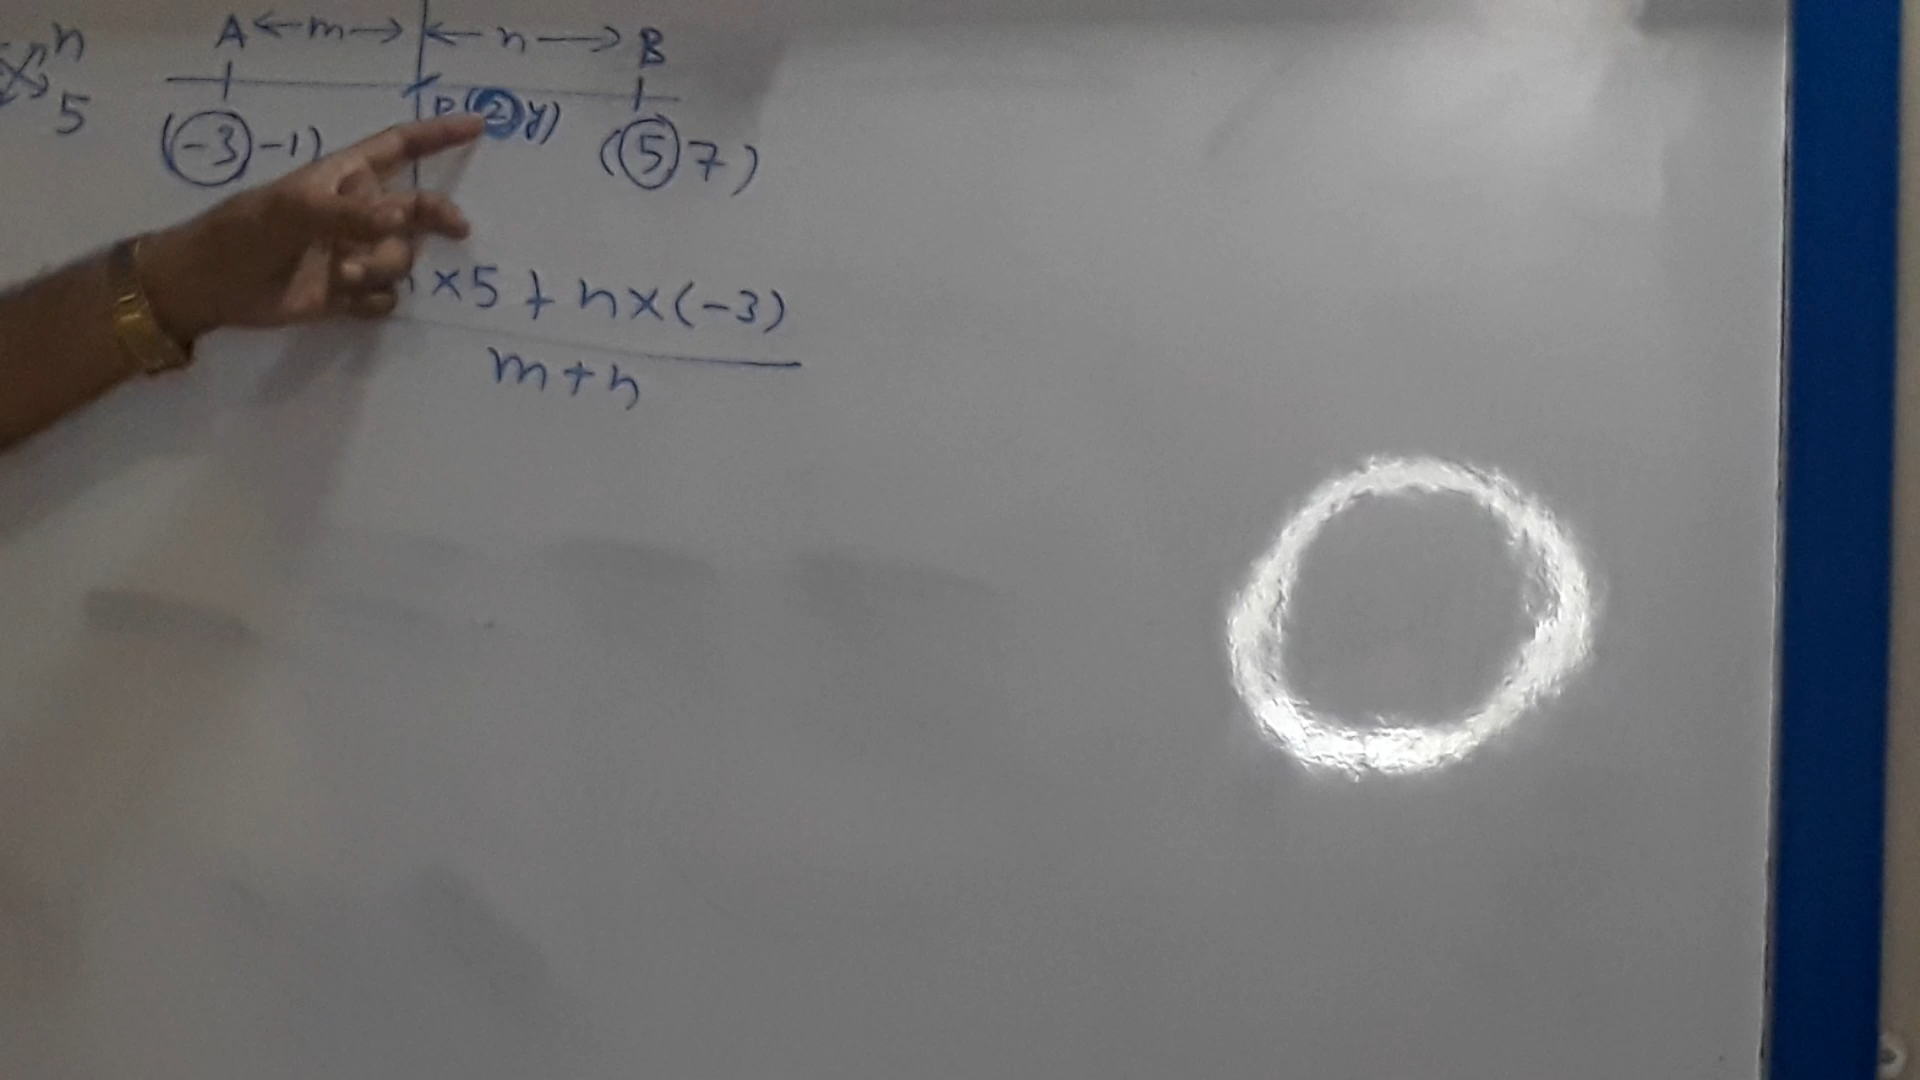 n
A ←m→ ←n→ B
5
(-3 -1) P(2 y) (5 7)
×5 + n×(-3)
m+n